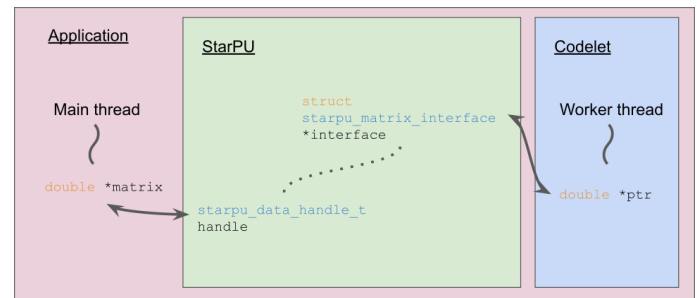 Application
Main thread
double *matrix
StarPU
struct
starpu_matrix_interface
*interface
starpu_data_handle_t
handle
Codelet
Worker thread
double *ptr